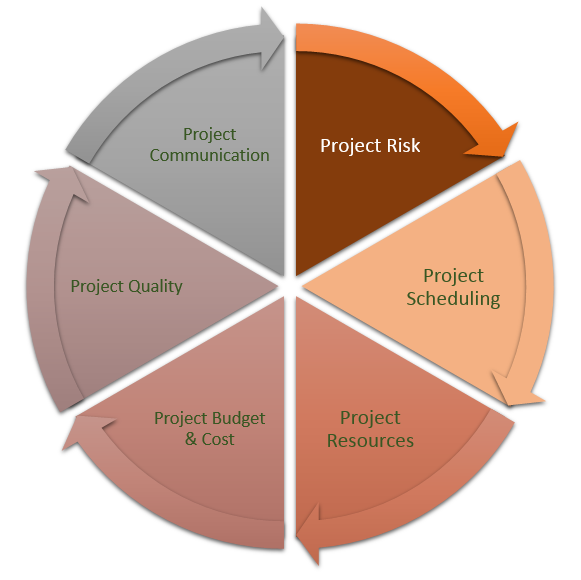 Project Risk
Project
Scheduling
Project
Resources
Project Budget
& Cost
Project Quality
Project
Communication